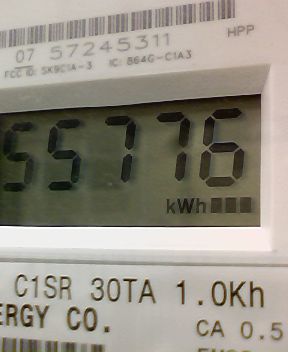 HPP
07 57245311
FCC ID: SK9C1A-3 IC: 864G-C1A3
55776
kWh
C1SR 30TA 1.0Kh
ERGY CO.
CA 0.5